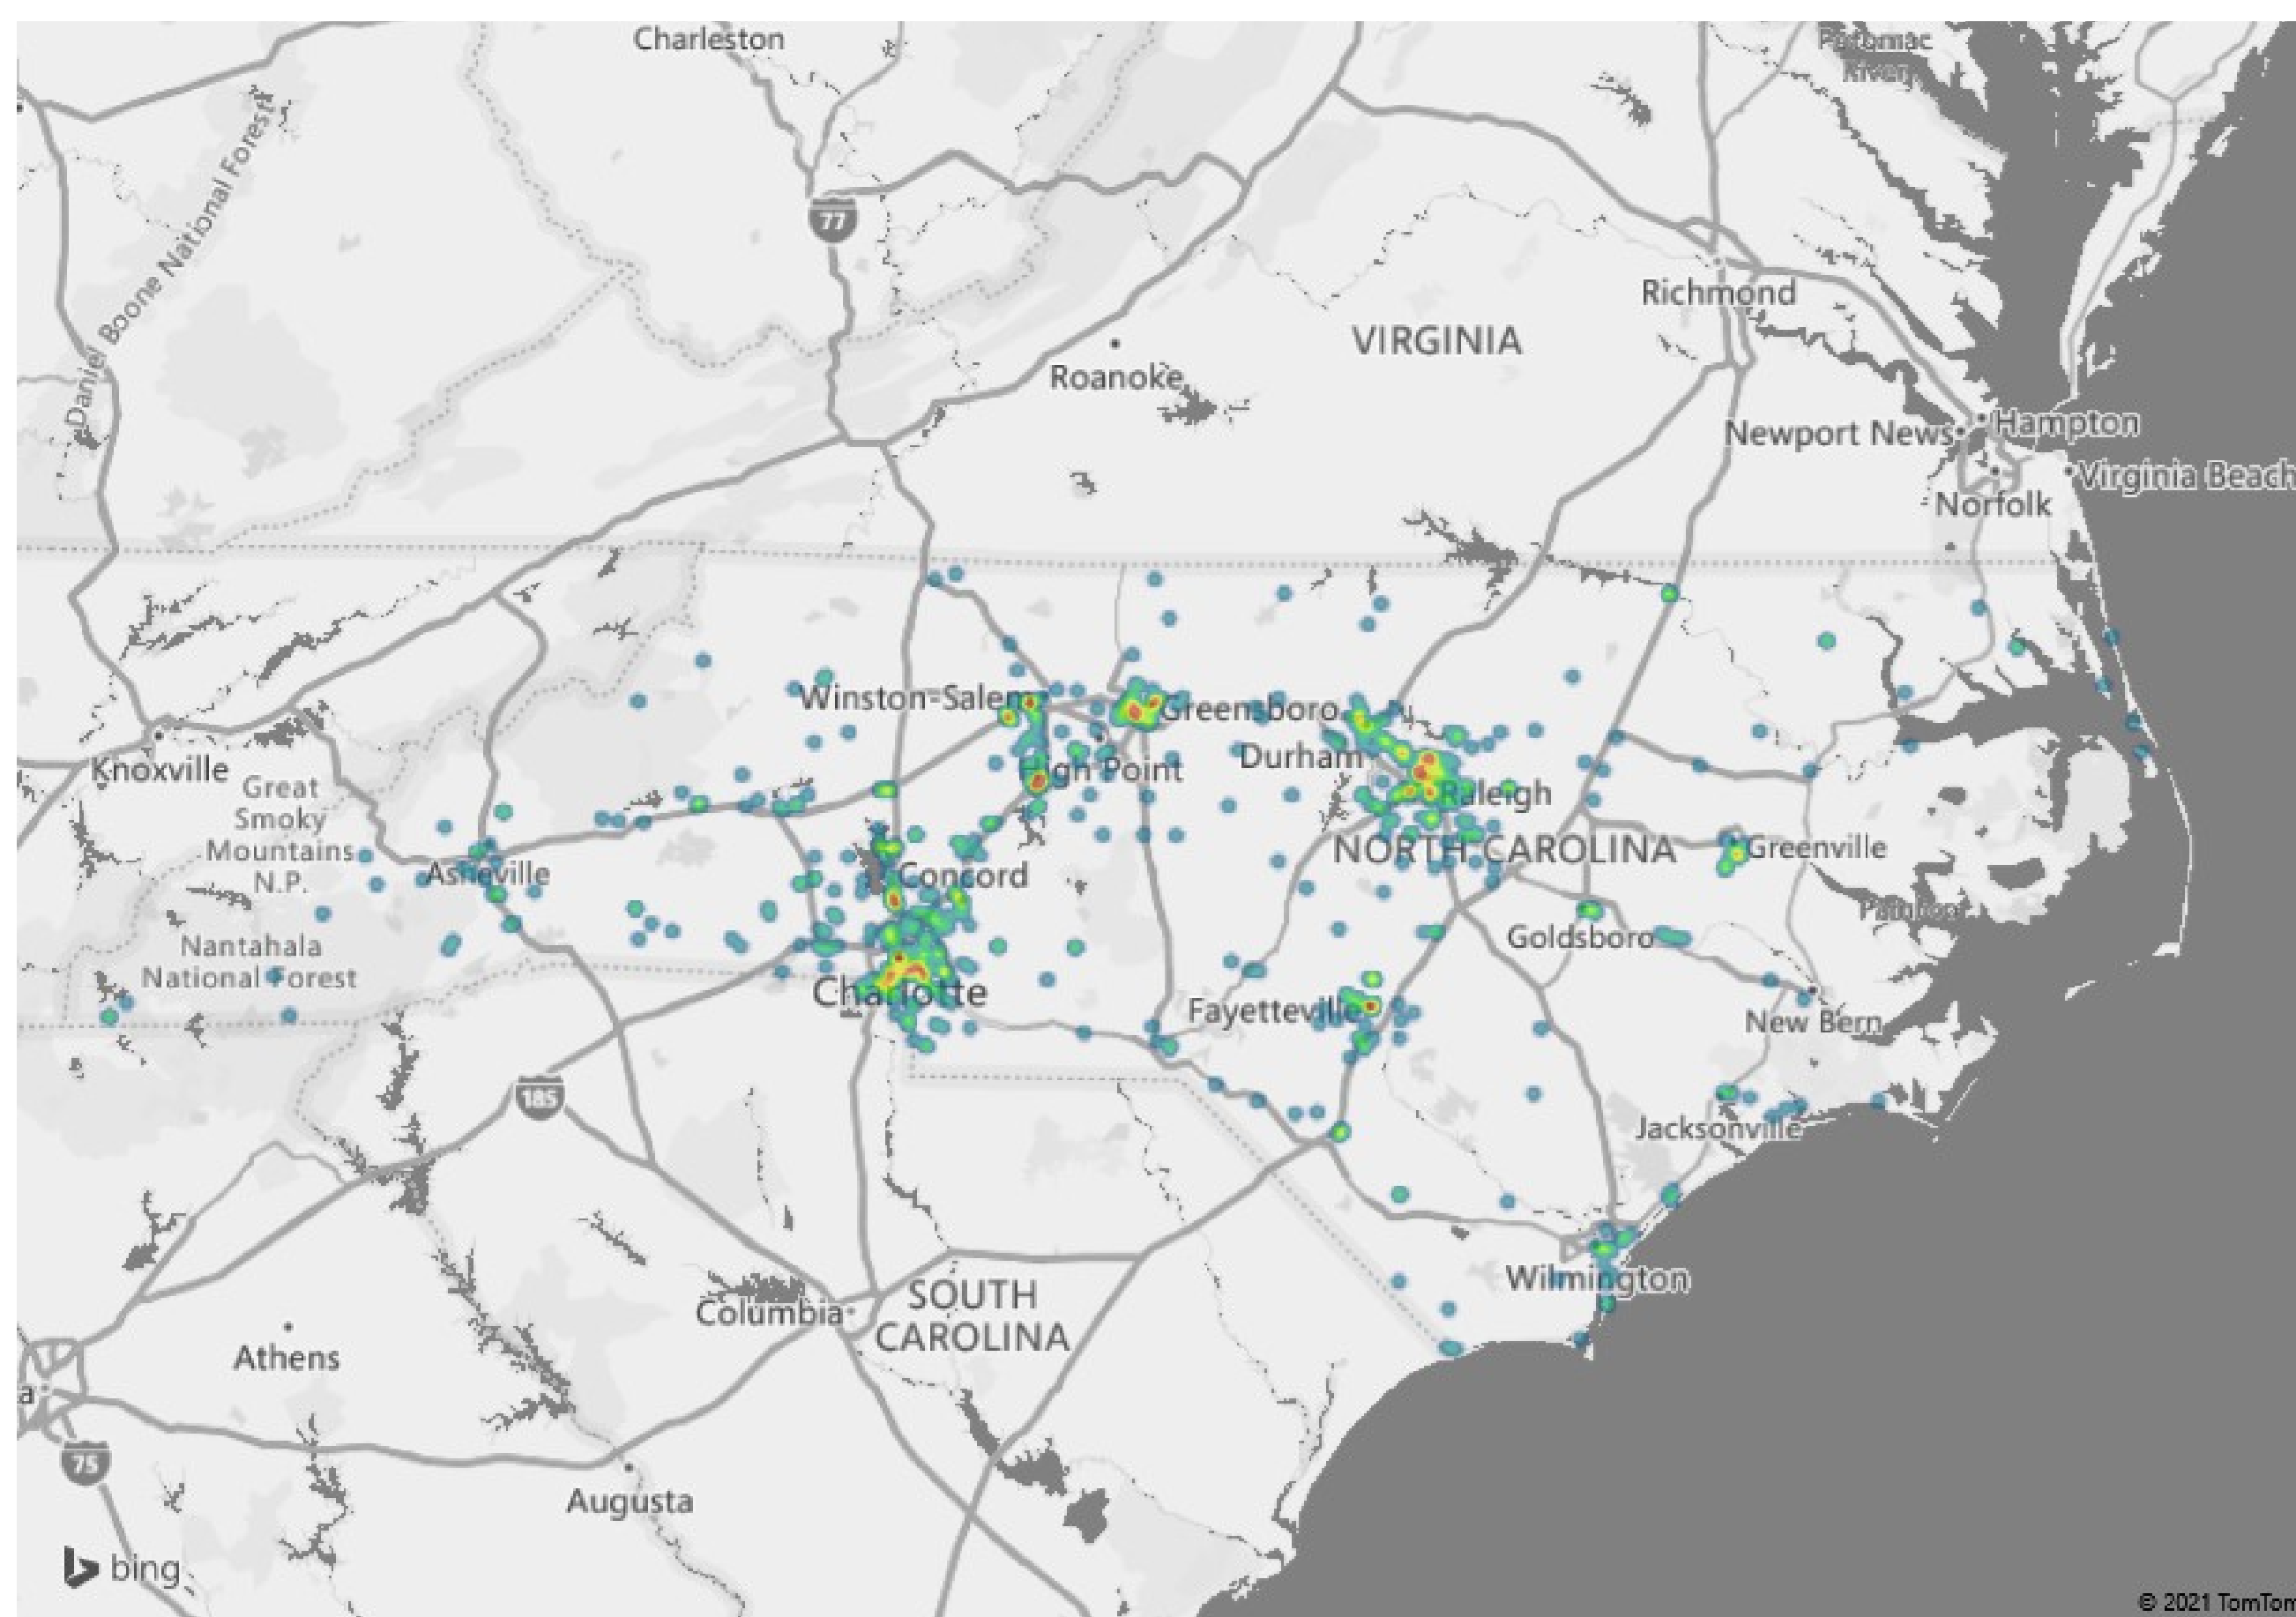 Charleston
Potomac
River
Daniel Boone National Forest
77
Richmond
VIRGINIA
Roanoke
Newport News
Hampton
Virginia Beach
Norfolk
Winston-Salem
Greensboro
Durham
High Point
Knoxville
Great
Smoky
Mountains
N.P.
Raleigh
NORTH CAROLINA
Greenville
Asheville
Concord
Pamlico
Goldsboro
Nantahala
National Forest
Charlotte
Fayetteville
New Bern
185
Jacksonville
Wilmington
SOUTH
CAROLINA
Columbia
Athens
a
75
Augusta
bing
© 2021 TomTom